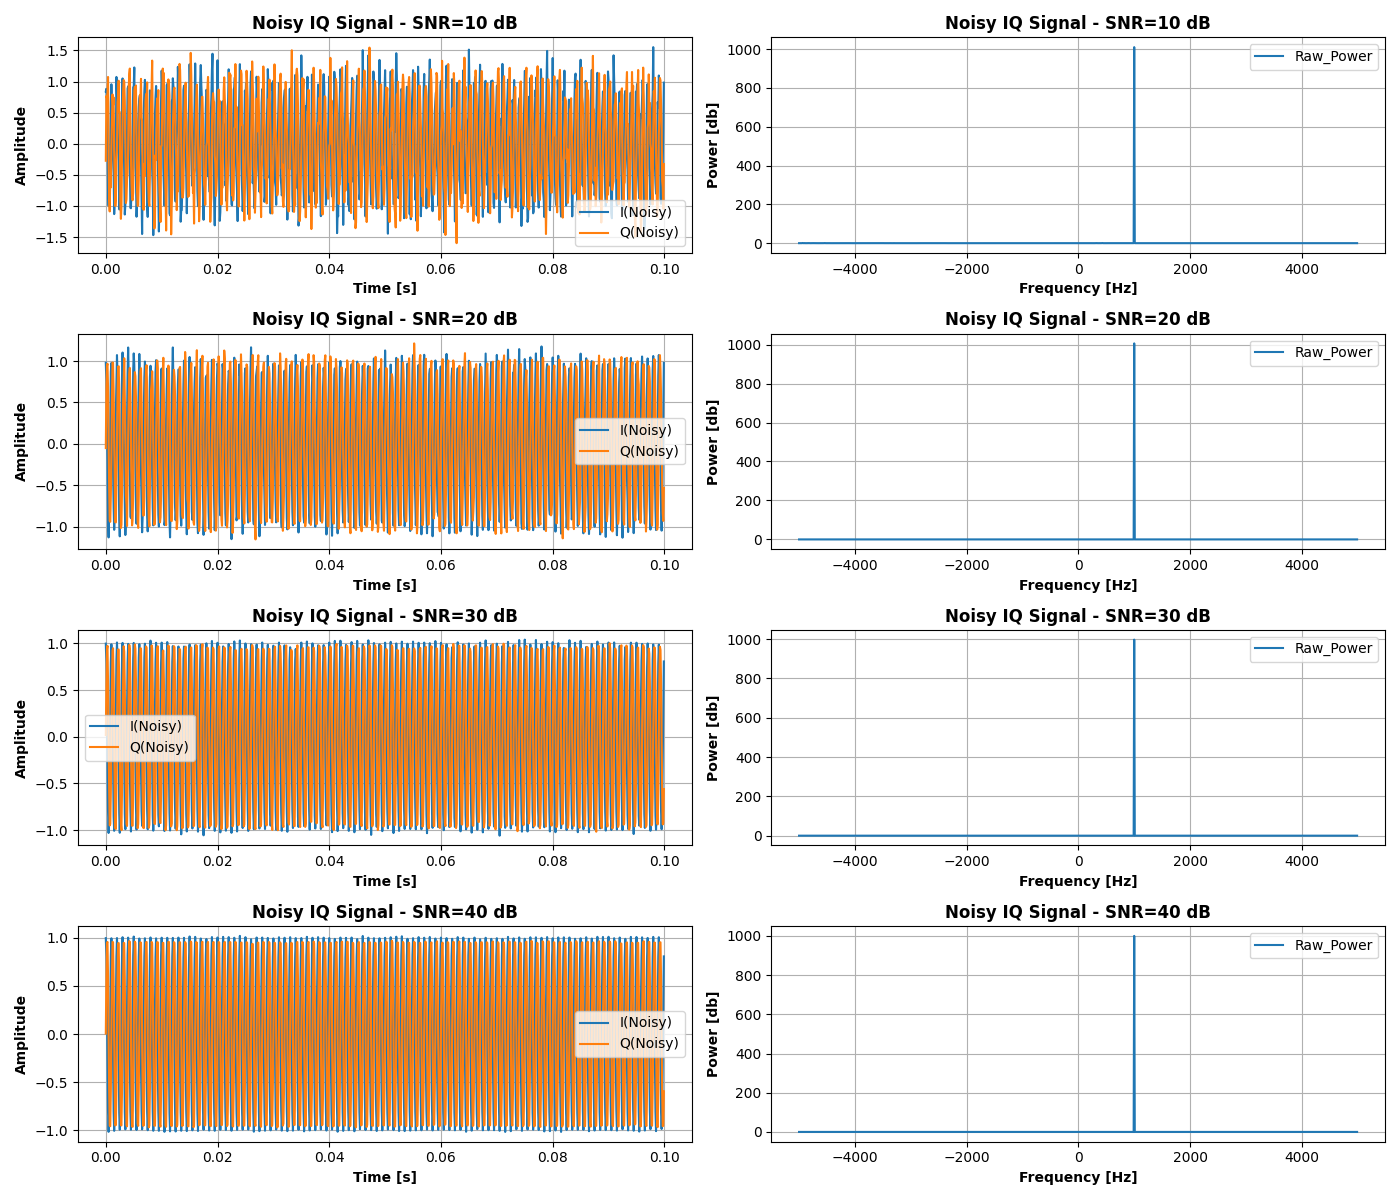 Noisy IQ Signal - SNR=10 dB
Amplitude
1.5
1.0
0.5
0.0
−0.5
−1.0
−1.5
I(Noisy)
Q(Noisy)
0.00 0.02 0.04 0.06 0.08 0.10
Time [s]
Noisy IQ Signal - SNR=10 dB
Power [db]
1000
800
600
400
200
0
Raw_Power
−4000 −2000 0 2000 4000
Frequency [Hz]
Noisy IQ Signal - SNR=20 dB
Amplitude
1.0
0.5
0.0
−0.5
−1.0
I(Noisy)
Q(Noisy)
0.00 0.02 0.04 0.06 0.08 0.10
Time [s]
Noisy IQ Signal - SNR=20 dB
Power [db]
1000
800
600
400
200
0
Raw_Power
−4000 −2000 0 2000 4000
Frequency [Hz]
Noisy IQ Signal - SNR=30 dB
Amplitude
1.0
0.5
0.0
−0.5
−1.0
I(Noisy)
Q(Noisy)
0.00 0.02 0.04 0.06 0.08 0.10
Time [s]
Noisy IQ Signal - SNR=30 dB
Power [db]
1000
800
600
400
200
0
Raw_Power
−4000 −2000 0 2000 4000
Frequency [Hz]
Noisy IQ Signal - SNR=40 dB
Amplitude
1.0
0.5
0.0
−0.5
−1.0
I(Noisy)
Q(Noisy)
0.00 0.02 0.04 0.06 0.08 0.10
Time [s]
Noisy IQ Signal - SNR=40 dB
Power [db]
1000
800
600
400
200
0
Raw_Power
−4000 −2000 0 2000 4000
Frequency [Hz]